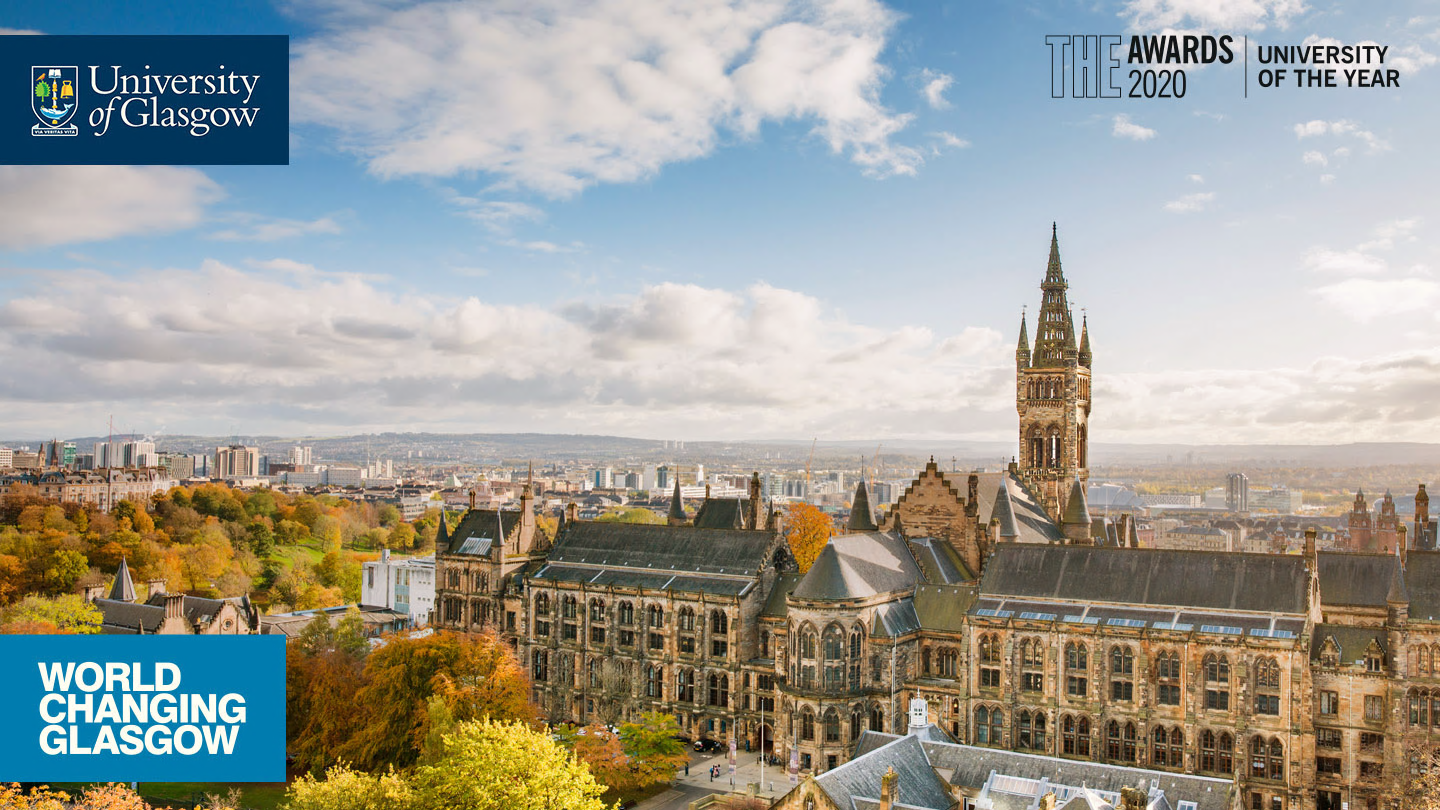 University
of Glasgow
VIA VERITAS VITA
THE AWARDS
2020
UNIVERSITY
OF THE YEAR
WORLD
CHANGING
GLASGOW